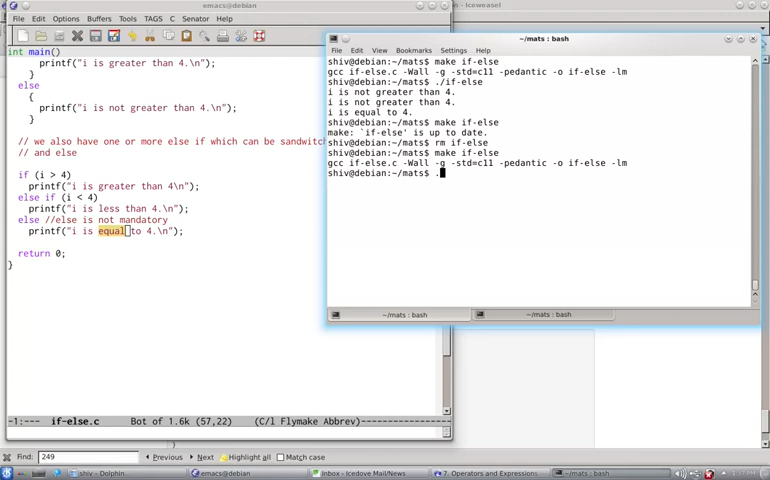 emacs@debian
- Iceweasel
File Edit Options Buffers Tools TAGS C Senator Help
int main()
printf("i is greater than 4.\n");
}
else
{
printf("i is not greater than 4.\n");
}
// we also have one or more else if which can be sandwitch
// and else
if (i > 4)
printf("i is greater than 4\n");
else if (i < 4)
printf("i is less than 4.\n");
else //else is not mandatory
printf("i is equal to 4.\n");
return 0;
}
-1:--- if-else.c Bot of 1.6k (57,22) (C/l Flymake Abbrev)
~/mats : bash
File Edit View Bookmarks Settings Help
shiv@debian:~/mats$ make if-else
gcc if-else.c -Wall -g -std=c11 -pedantic -o if-else -lm
shiv@debian:~/mats$ ./if-else
i is not greater than 4.
i is not greater than 4.
i is equal to 4.
shiv@debian:~/mats$ make if-else
make: `if-else' is up to date.
shiv@debian:~/mats$ rm if-else
shiv@debian:~/mats$ make if-else
gcc if-else.c -Wall -g -std=c11 -pedantic -o if-else -lm
shiv@debian:~/mats$ .
~/mats : bash
~/mats : bash
}
Find: 249 Previous Next Highlight all Match case
shiv - Dolphin
emacs@debian
Inbox - Icedove Mail/News
7. Operators and Expressions
~/mats : bash